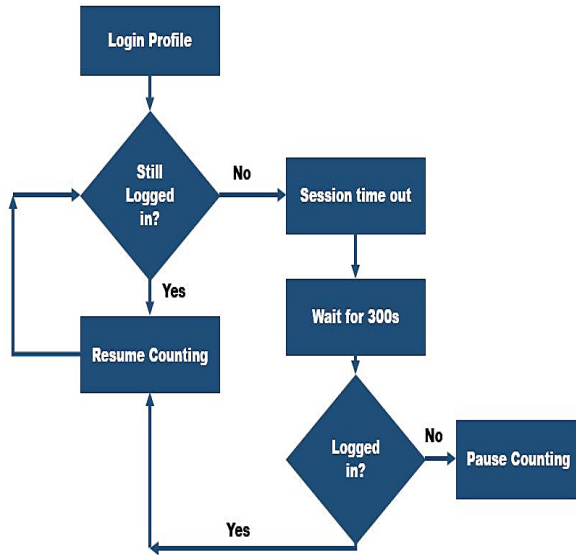 Login Profile
Still
Logged
in?
No
Session time out
Yes
Wait for 300s
Resume Counting
Logged
in?
No
Pause Counting
Yes